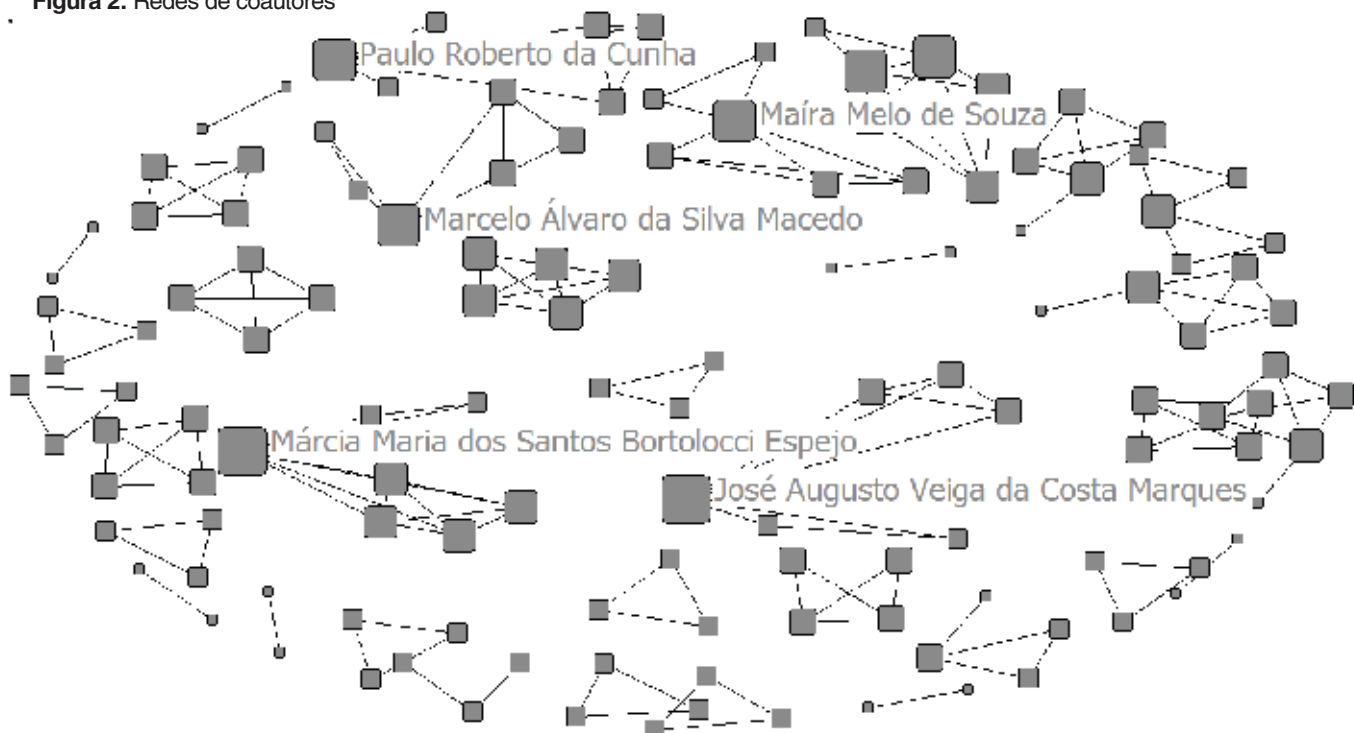 Figura 2. Redes de coautores
Paulo Roberto da Cunha
Maíra Melo de Souza
Marcelo Álvaro da Silva Macedo
Márcia Maria dos Santos Bortolocci Espejo
José Augusto Veiga da Costa Marques